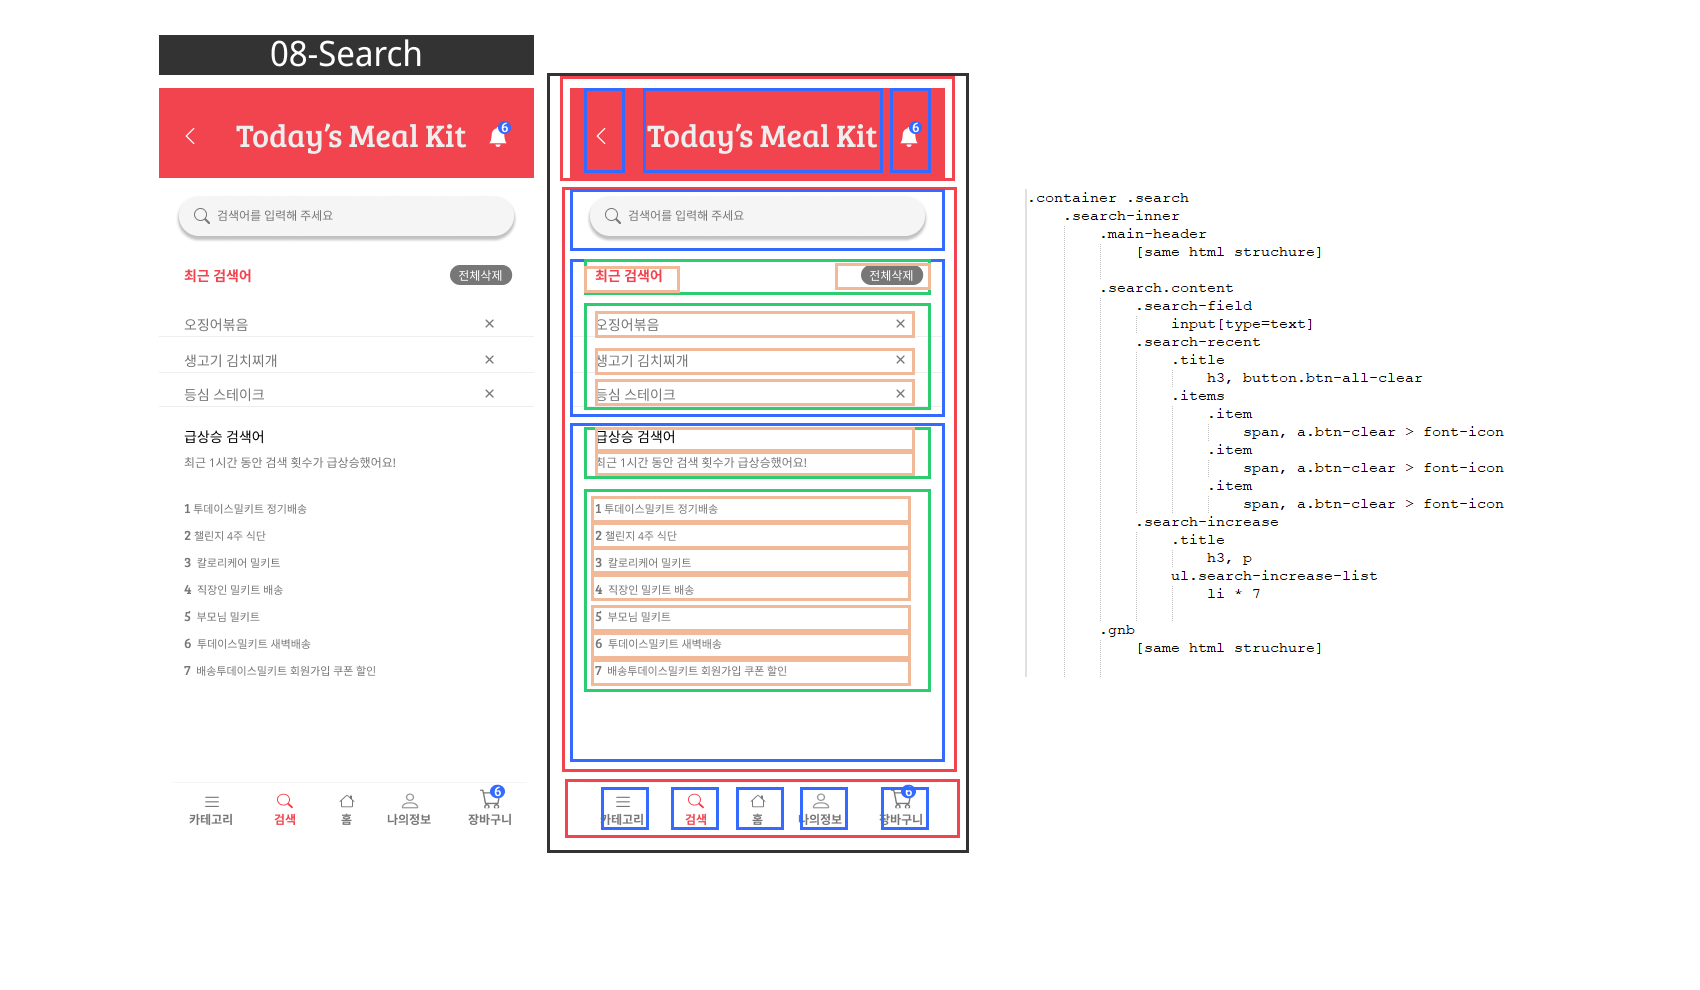 08-Search
Today’s Meal Kit
6
검색어를 입력해 주세요
최근 검색어 전체삭제
오징어볶음 ×
생고기 김치찌개 ×
등심 스테이크 ×
급상승 검색어
최근 1시간 동안 검색 횟수가 급상승했어요!
1 투데이스밀키트 정기배송
2 챌린지 4주 식단
3 칼로리케어 밀키트
4 직장인 밀키트 배송
5 부모님 밀키트
6 투데이스밀키트 새벽배송
7 배송투데이스밀키트 회원가입 쿠폰 할인
6
카테고리 검색 홈 나의정보 장바구니
Today’s Meal Kit
6
검색어를 입력해 주세요
최근 검색어 전체삭제
오징어볶음 ×
생고기 김치찌개 ×
등심 스테이크 ×
급상승 검색어
최근 1시간 동안 검색 횟수가 급상승했어요!
1 투데이스밀키트 정기배송
2 챌린지 4주 식단
3 칼로리케어 밀키트
4 직장인 밀키트 배송
5 부모님 밀키트
6 투데이스밀키트 새벽배송
7 배송투데이스밀키트 회원가입 쿠폰 할인
6
카테고리 검색 홈 나의정보 장바구니
.container .search
.search-inner
.main-header
[same html struchure]
.search.content
.search-field
input[type=text]
.search-recent
.title
h3, button.btn-all-clear
.items
.item
span, a.btn-clear > font-icon
.item
span, a.btn-clear > font-icon
.item
span, a.btn-clear > font-icon
.search-increase
.title
h3, p
ul.search-increase-list
li * 7
.gnb
[same html struchure]